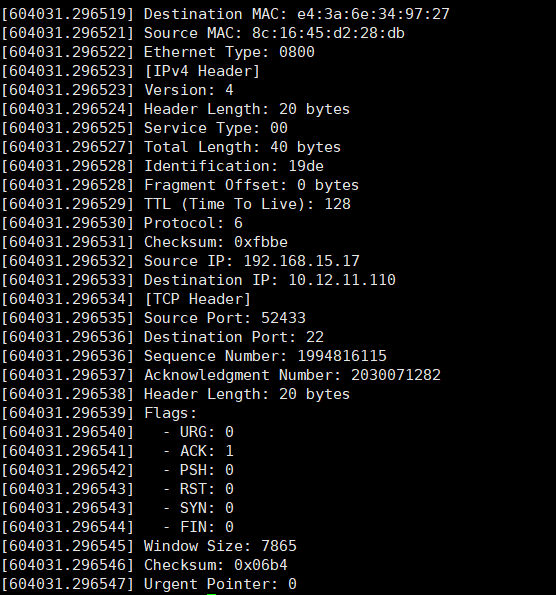 [604031.296519] Destination MAC: e4:3a:6e:34:97:27
[604031.296521] Source MAC: 8c:16:45:d2:28:db
[604031.296522] Ethernet Type: 0800
[604031.296523] [IPv4 Header]
[604031.296523] Version: 4
[604031.296524] Header Length: 20 bytes
[604031.296525] Service Type: 00
[604031.296527] Total Length: 40 bytes
[604031.296528] Identification: 19de
[604031.296528] Fragment Offset: 0 bytes
[604031.296529] TTL (Time To Live): 128
[604031.296530] Protocol: 6
[604031.296531] Checksum: 0xfbbe
[604031.296532] Source IP: 192.168.15.17
[604031.296533] Destination IP: 10.12.11.110
[604031.296534] [TCP Header]
[604031.296535] Source Port: 52433
[604031.296536] Destination Port: 22
[604031.296536] Sequence Number: 1994816115
[604031.296537] Acknowledgment Number: 2030071282
[604031.296538] Header Length: 20 bytes
[604031.296539] Flags:
[604031.296540]   - URG: 0
[604031.296541]   - ACK: 1
[604031.296542]   - PSH: 0
[604031.296543]   - RST: 0
[604031.296543]   - SYN: 0
[604031.296544]   - FIN: 0
[604031.296545] Window Size: 7865
[604031.296546] Checksum: 0x06b4
[604031.296547] Urgent Pointer: 0